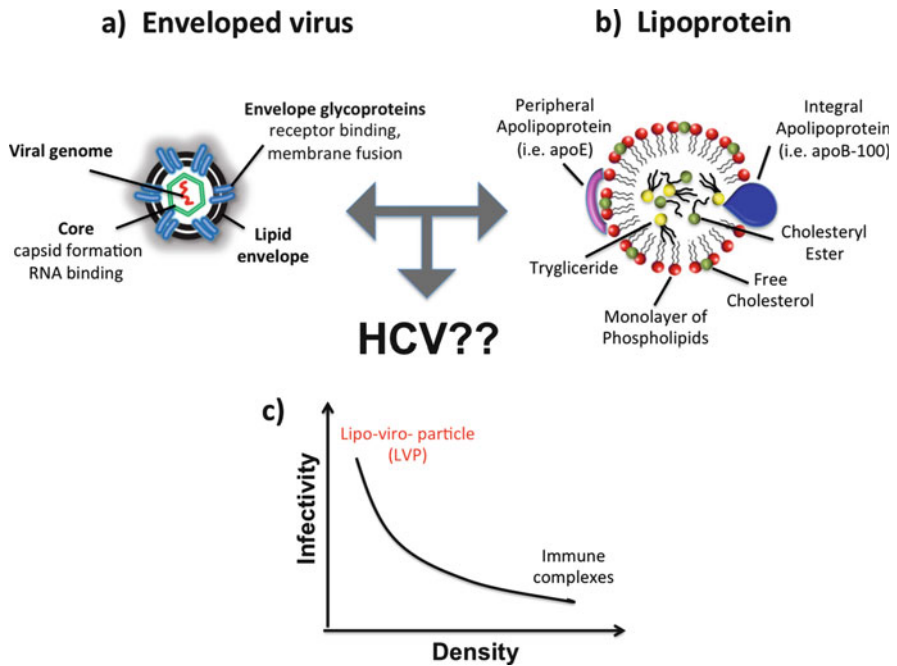 a) Enveloped virus
b) Lipoprotein
Envelope glycoproteins
receptor binding,
membrane fusion
Viral genome
Core
capsid formation
RNA binding
Lipid
envelope
Peripheral
Apolipoprotein
(i.e. apoE)
Integral
Apolipoprotein
(i.e. apoB-100)
Trygliceride
Cholesteryl
Ester
Free
Cholesterol
Monolayer of
Phospholipids
HCV??
c)
Infectivity
Lipo-viro- particle
(LVP)
Immune
complexes
Density